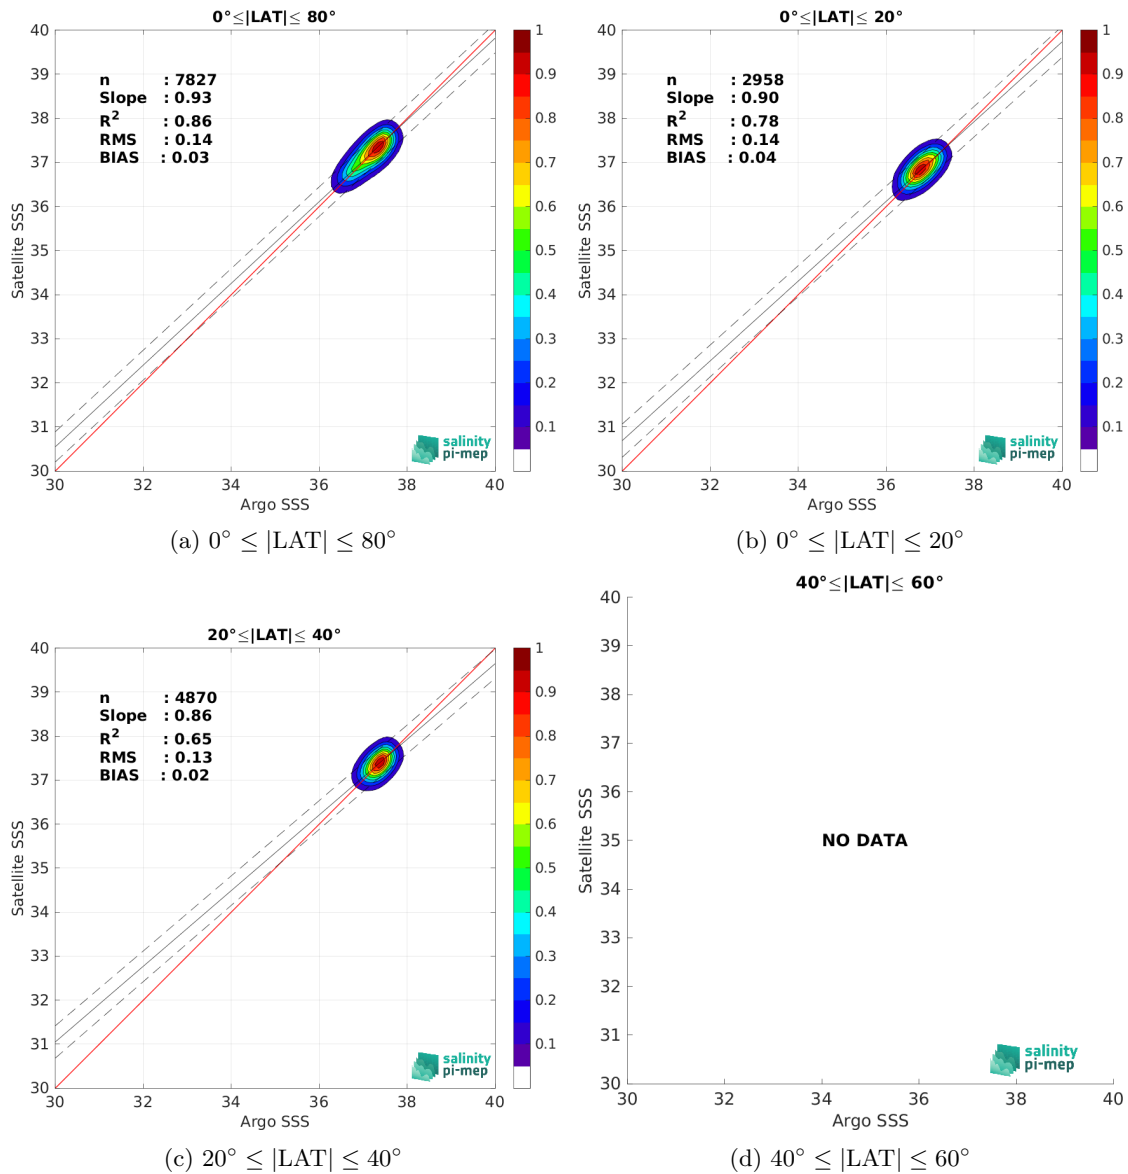 0°≤|LAT|≤ 80°
40
39
38
37
36
35
34
33
32
31
30
Satellite SSS
n : 7827
Slope : 0.93
R² : 0.86
RMS : 0.14
BIAS : 0.03
salinity
pi-mep
30 32 34 36 38 40
Argo SSS
1
0.9
0.8
0.7
0.6
0.5
0.4
0.3
0.2
0.1
(a) 0° ≤ |LAT| ≤ 80°
0°≤|LAT|≤ 20°
40
39
38
37
36
35
34
33
32
31
30
Satellite SSS
n : 2958
Slope : 0.90
R² : 0.78
RMS : 0.14
BIAS : 0.04
salinity
pi-mep
30 32 34 36 38 40
Argo SSS
1
0.9
0.8
0.7
0.6
0.5
0.4
0.3
0.2
0.1
(b) 0° ≤ |LAT| ≤ 20°
20°≤|LAT|≤ 40°
40
39
38
37
36
35
34
33
32
31
30
Satellite SSS
n : 4870
Slope : 0.86
R² : 0.65
RMS : 0.13
BIAS : 0.02
salinity
pi-mep
30 32 34 36 38 40
Argo SSS
1
0.9
0.8
0.7
0.6
0.5
0.4
0.3
0.2
0.1
(c) 20° ≤ |LAT| ≤ 40°
40°≤|LAT|≤ 60°
40
39
38
37
36
35
34
33
32
31
30
Satellite SSS
NO DATA
salinity
pi-mep
30 32 34 36 38 40
Argo SSS
(d) 40° ≤ |LAT| ≤ 60°